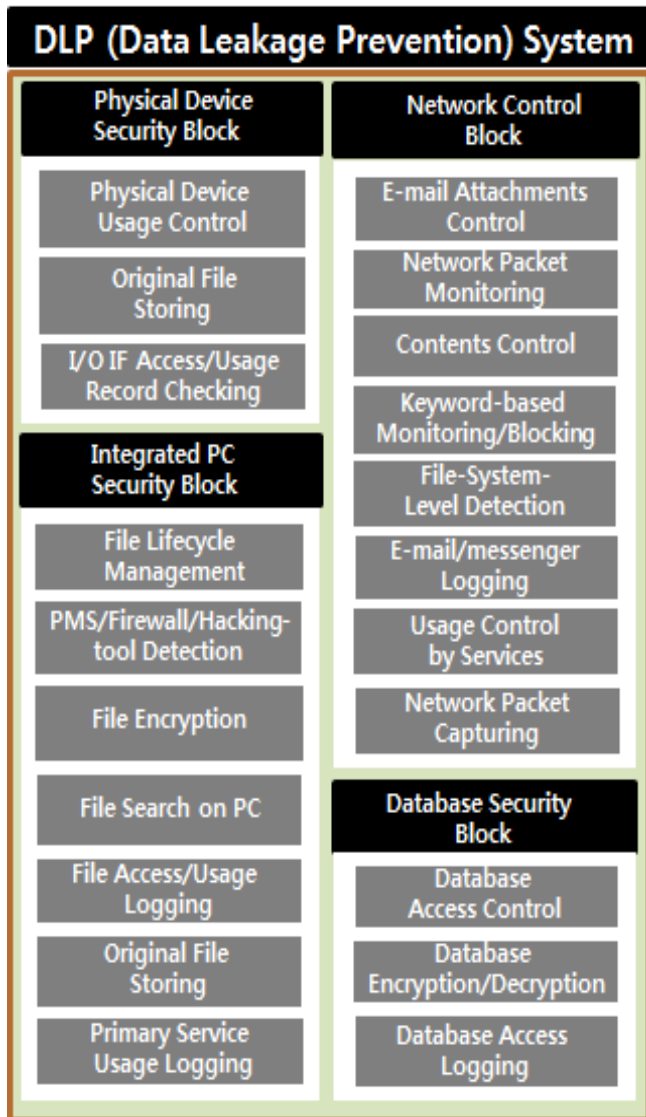 DLP (Data Leakage Prevention) System
Physical Device
Security Block
Physical Device
Usage Control
Original File
Storing
I/O IF Access/Usage
Record Checking
Integrated PC
Security Block
File Lifecycle
Management
PMS/Firewall/Hacking-
tool Detection
File Encryption
File Search on PC
File Access/Usage
Logging
Original File
Storing
Primary Service
Usage Logging
Network Control
Block
E-mail Attachments
Control
Network Packet
Monitoring
Contents Control
Keyword-based
Monitoring/Blocking
File-System-
Level Detection
E-mail/messenger
Logging
Usage Control
by Services
Network Packet
Capturing
Database Security
Block
Database
Access Control
Database
Encryption/Decryption
Database Access
Logging